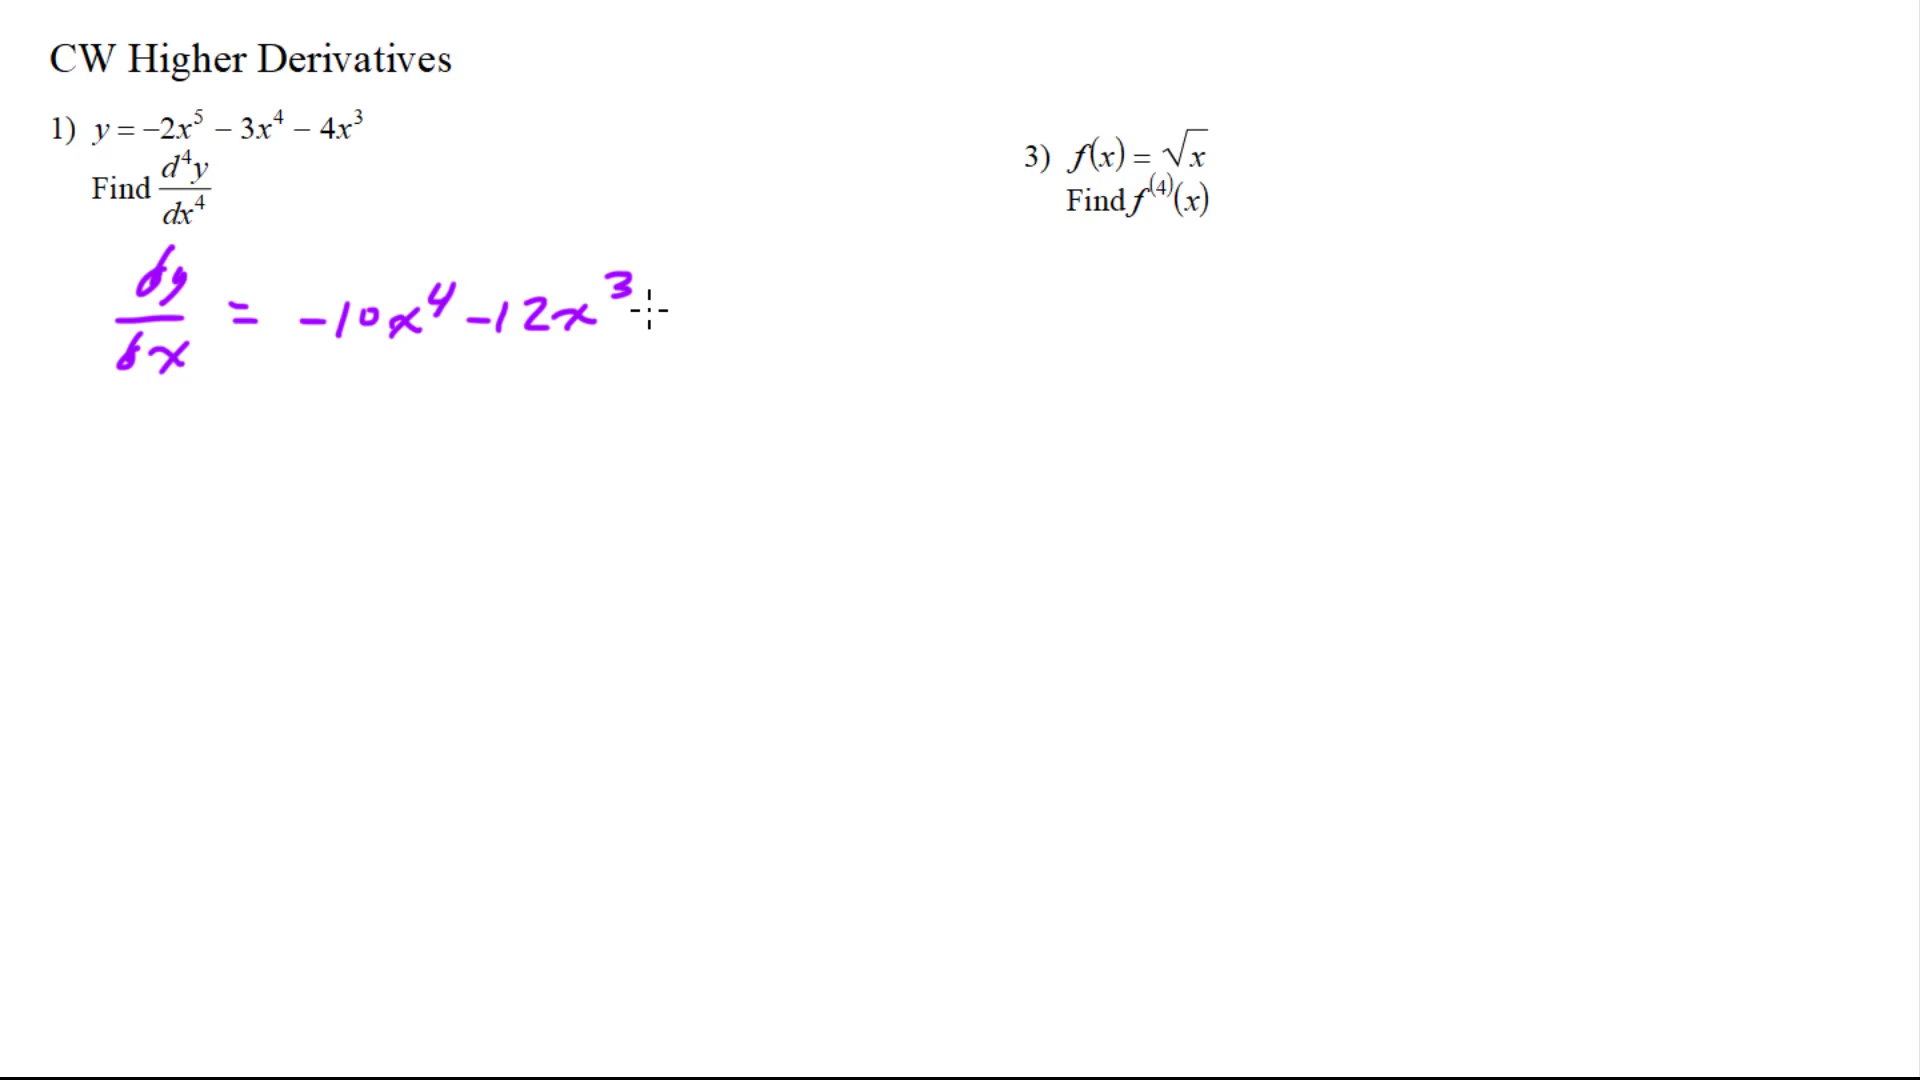 CW Higher Derivatives
1) y = –2x⁵ – 3x⁴ – 4x³
Find d⁴y/dx⁴
dy/dx = -10x⁴ -12x³
3) f(x) = √x
Find f⁽⁴⁾(x)